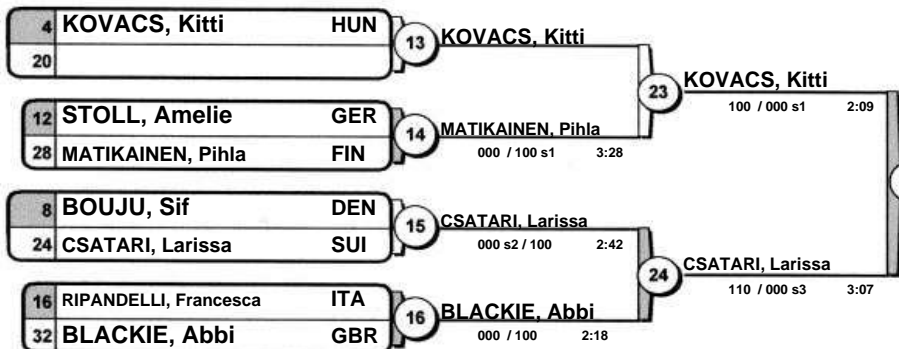 4 KOVACS, Kitti HUN
20
13
KOVACS, Kitti
12 STOLL, Amelie GER
28 MATIKAINEN, Pihla FIN
14
MATIKAINEN, Pihla
000 / 100 s1 3:28
23
KOVACS, Kitti
100 / 000 s1 2:09
8 BOUJU, Sif DEN
24 CSATARI, Larissa SUI
15
CSATARI, Larissa
000 s2 / 100 2:42
16 RIPANDELLI, Francesca ITA
32 BLACKIE, Abbi GBR
16
BLACKIE, Abbi
000 / 100 2:18
24
CSATARI, Larissa
110 / 000 s3 3:07